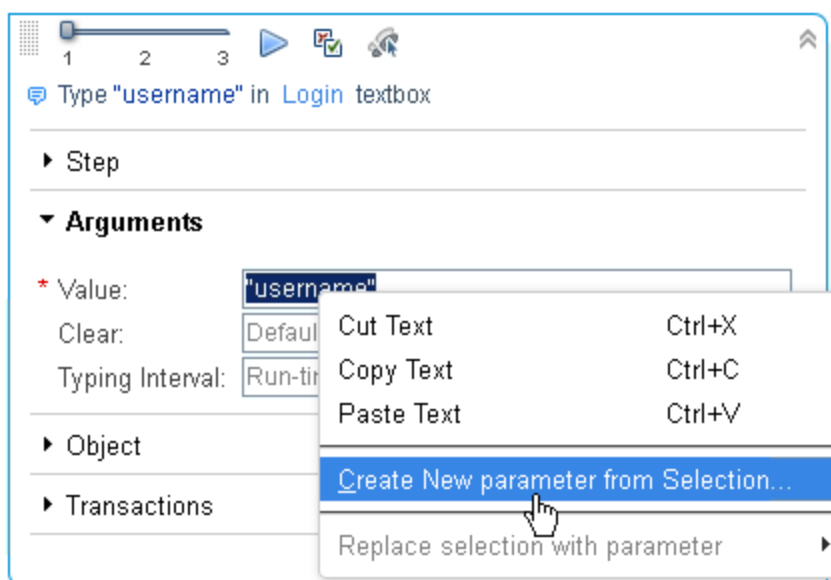 1 2 3
Type "username" in Login textbox
Step
Arguments
* Value: "username"
Cut Text Ctrl+X
Clear: Defaul
Copy Text Ctrl+C
Typing Interval: Run-tir
Paste Text Ctrl+V
Object
Create New parameter from Selection...
Transactions
Replace selection with parameter